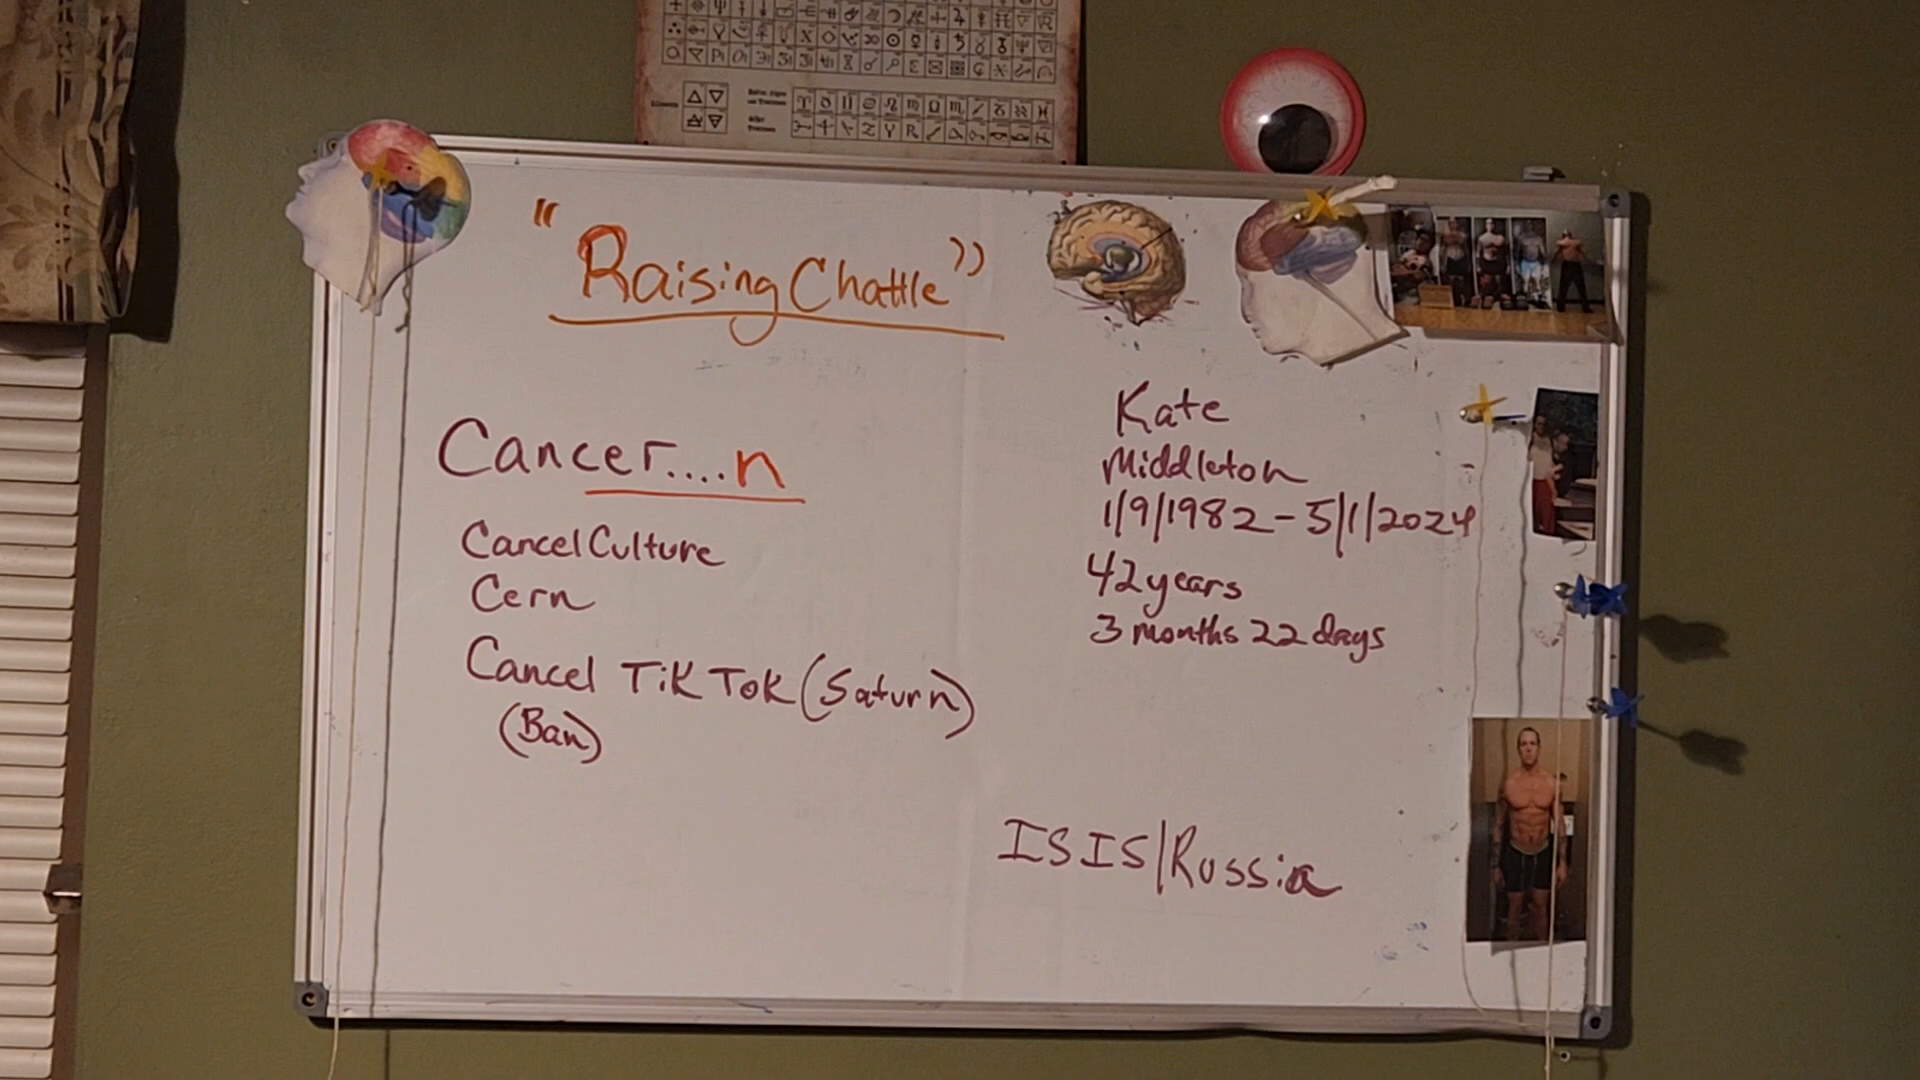 "Raising Chattle"
Cancer....n
Cancel Culture
Cern
Cancel TikTok (Saturn)
(Ban)
Kate
Middleton
1/9/1982 - 5/1/2024
42 years
3 months 22 days
ISIS/Russia